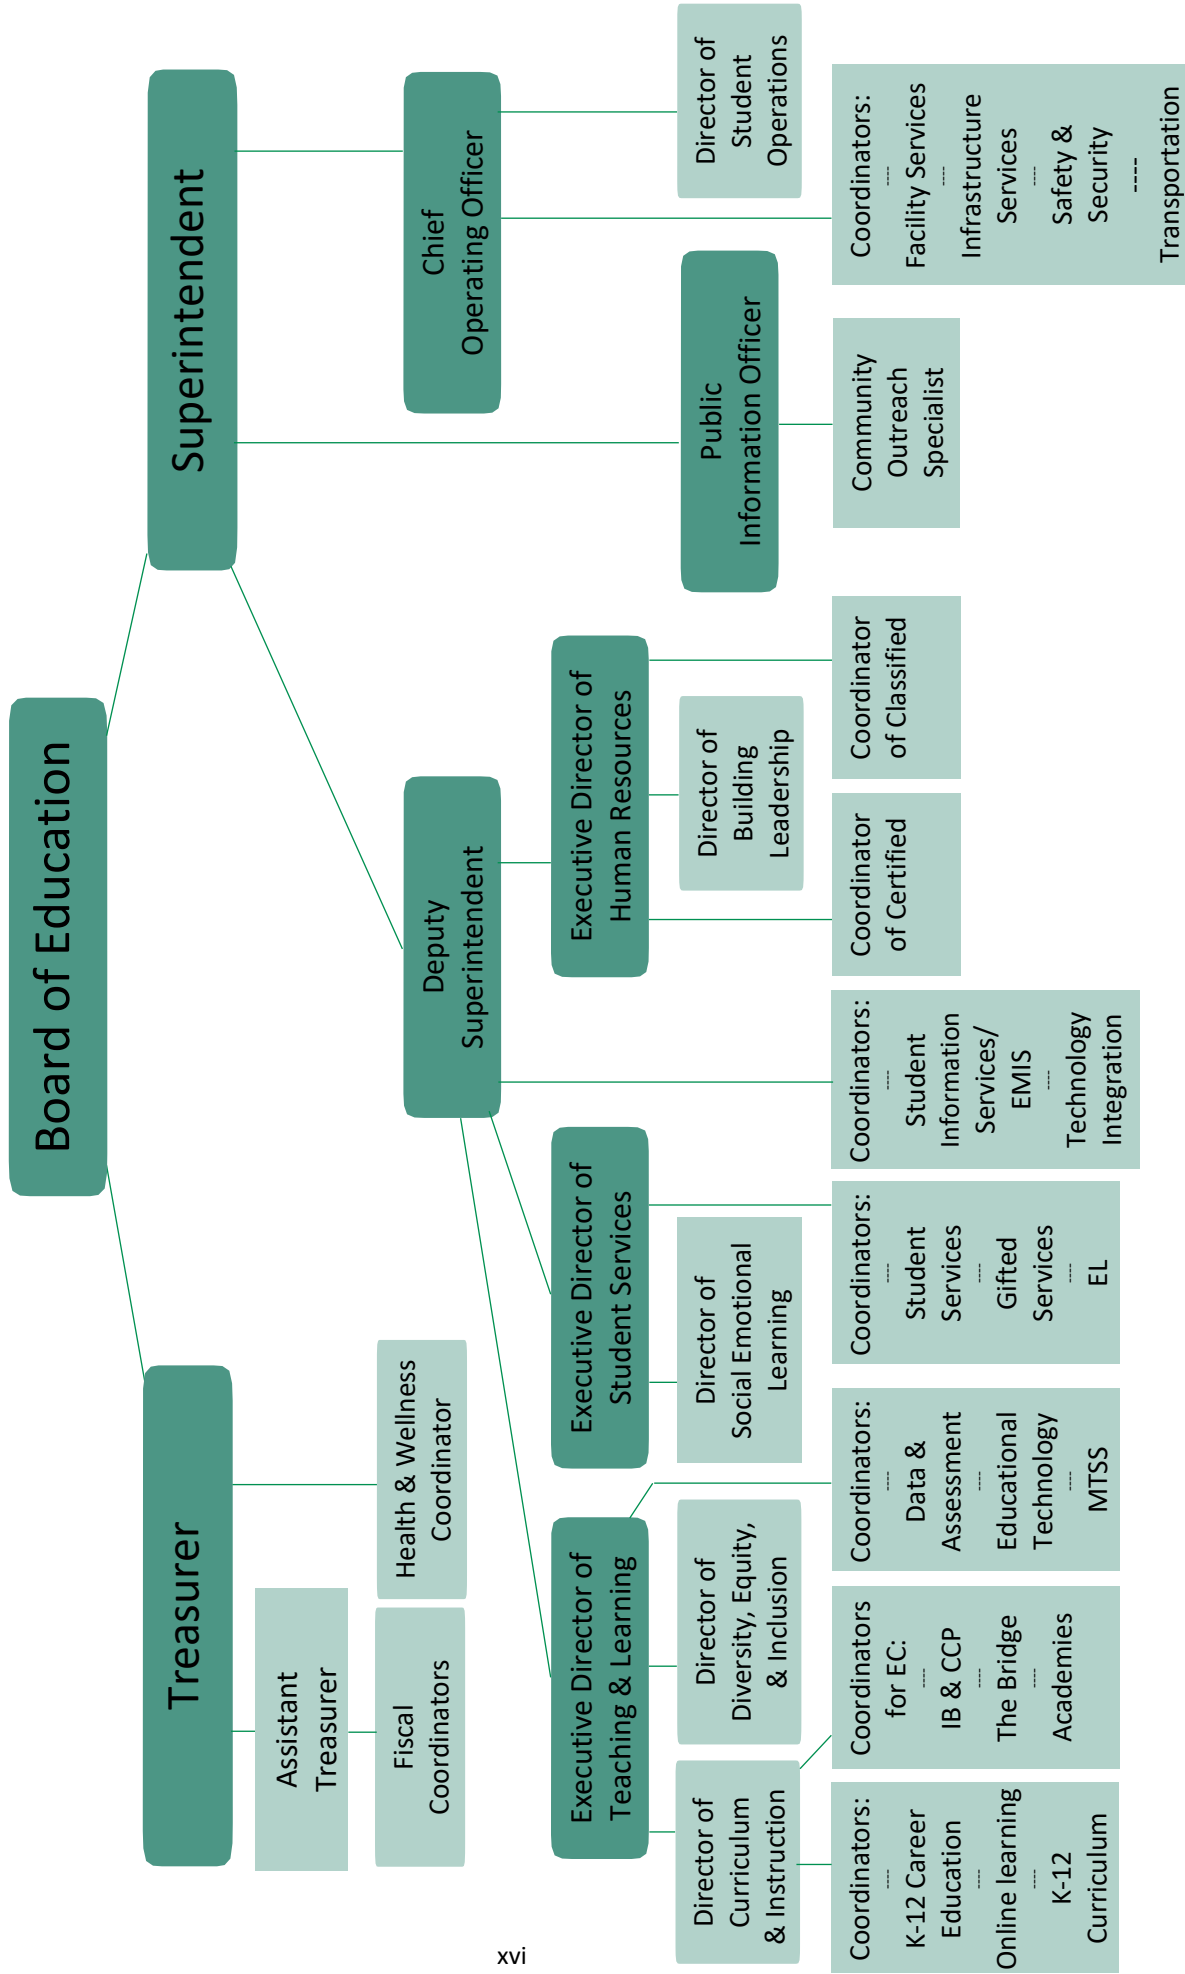 Board of Education
Treasurer
Superintendent
Assistant
Treasurer
Fiscal
Coordinators
Health & Wellness
Coordinator
Deputy
Superintendent
Chief
Operating Officer
Executive Director of
Teaching & Learning
Executive Director of
Student Services
Executive Director of
Human Resources
Public
Information Officer
Director of
Curriculum
& Instruction
Director of
Diversity, Equity,
& Inclusion
Director of
Social Emotional
Learning
Director of
Building
Leadership
Director of
Student
Operations
Coordinators:
----
K-12 Career
Education
----
Online learning
----
K-12
Curriculum
Coordinators
for EC:
----
IB & CCP
----
The Bridge
----
Academies
Coordinators:
----
Data &
Assessment
----
Educational
Technology
----
MTSS
Coordinators:
----
Student
Services
----
Gifted
Services
----
EL
Coordinators:
----
Student
Information
Services/
EMIS
----
Technology
Integration
Coordinator
of Certified
Coordinator
of Classified
Community
Outreach
Specialist
Coordinators:
----
Facility Services
----
Infrastructure
Services
----
Safety &
Security
----
Transportation
xvi